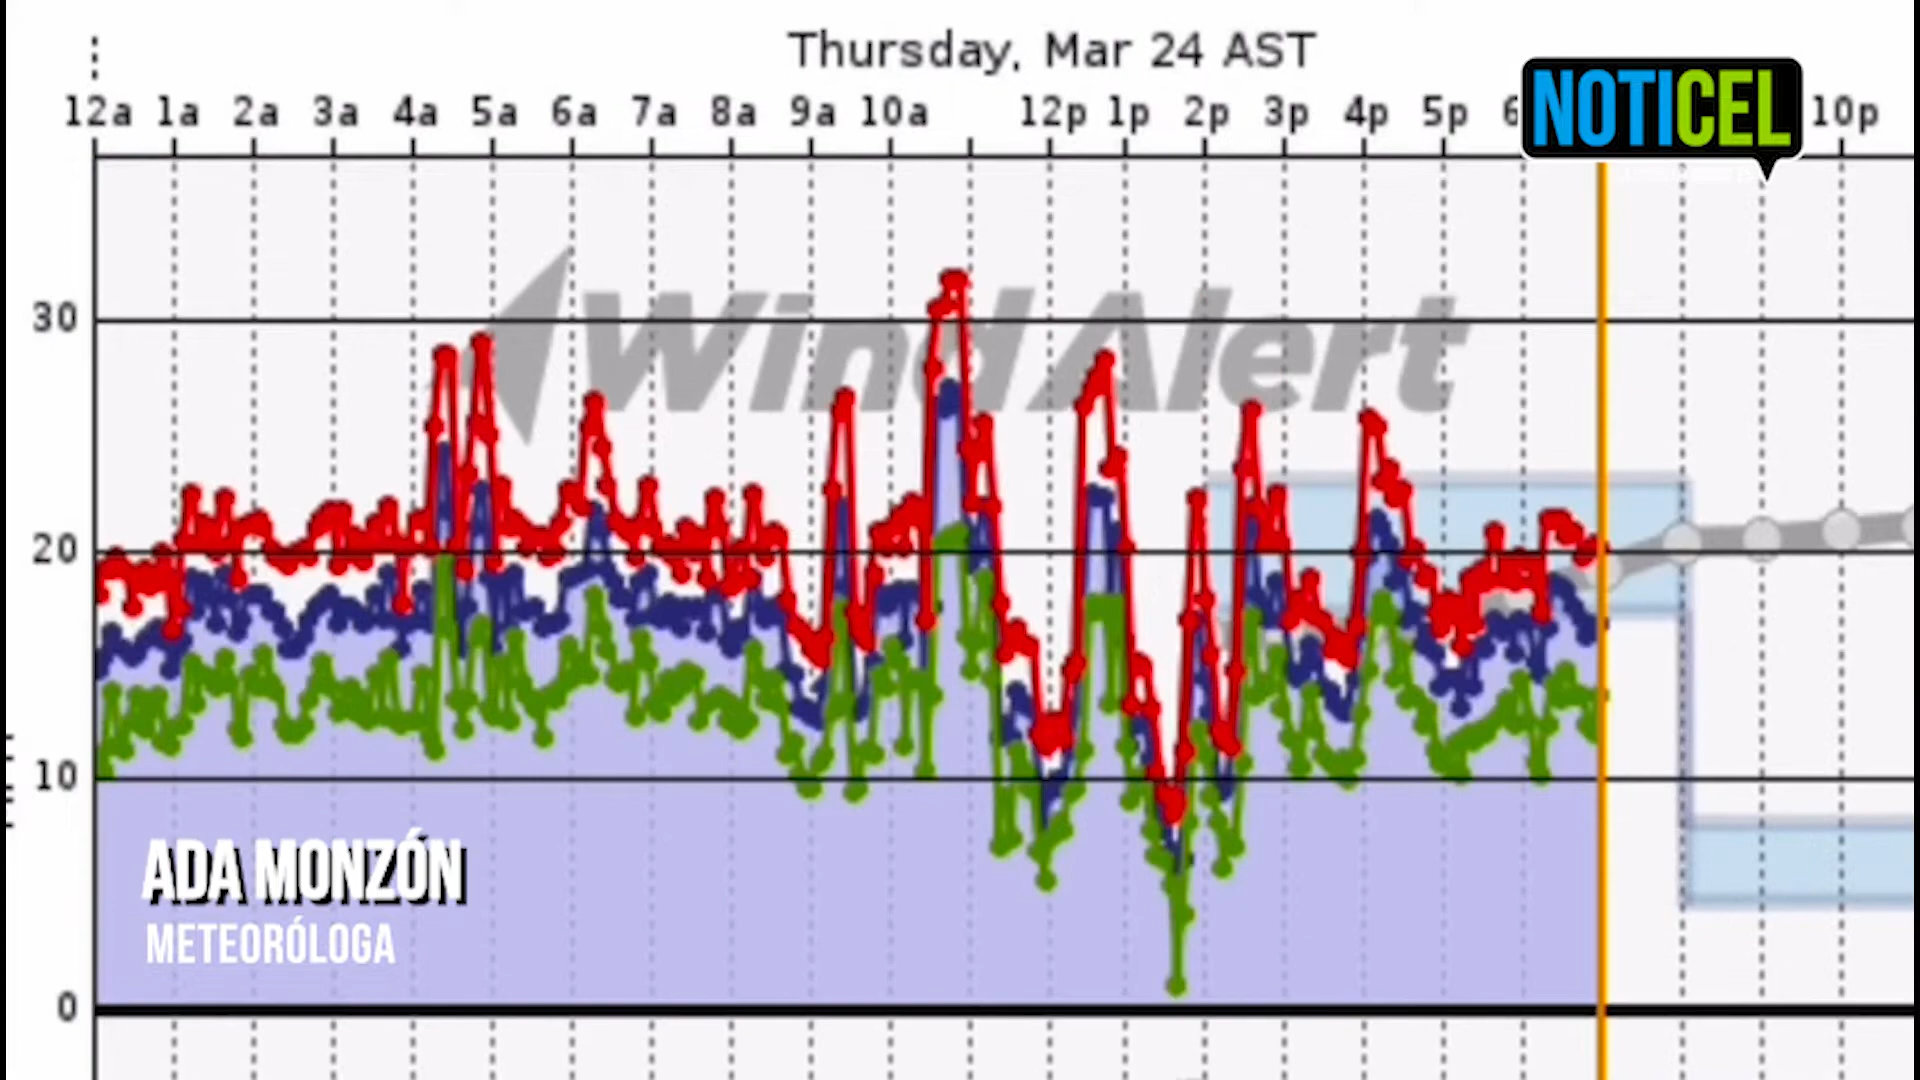 Thursday, Mar 24 AST
12a 1a 2a 3a 4a 5a 6a 7a 8a 9a 10a 12p 1p 2p 3p 4p 5p 6 10p
NOTICEL
WindAlert
30
20
10
0
ADA MONZÓN
METEORÓLOGA